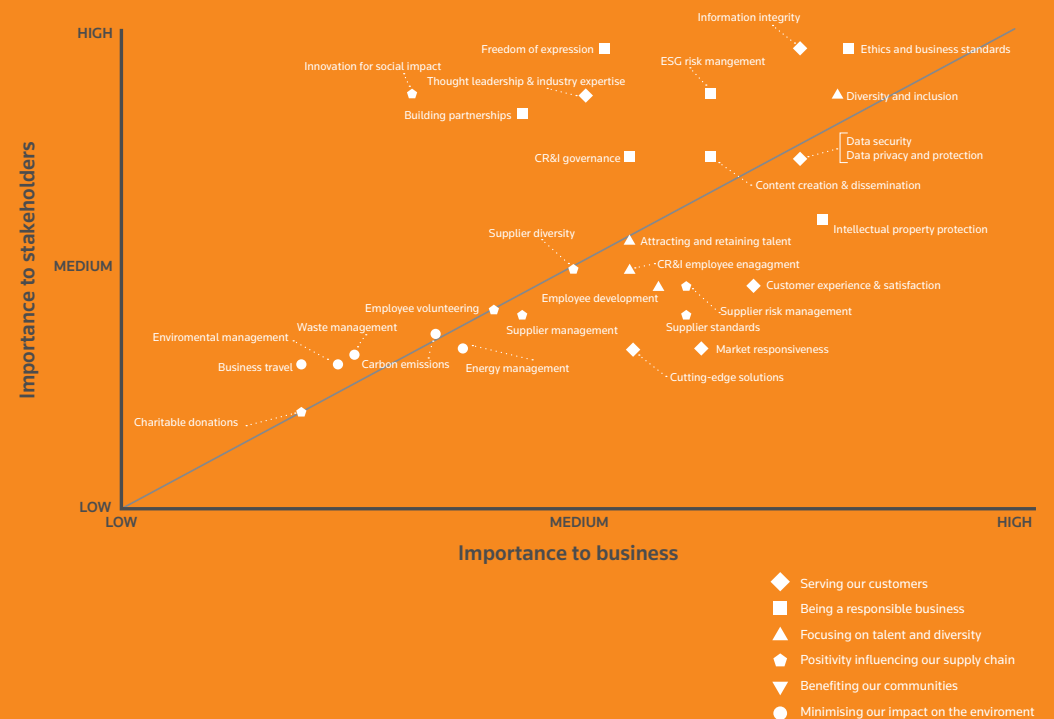 Information integrity
HIGH
Freedom of expression
Ethics and business standards
ESG risk mangement
Innovation for social impact
Thought leadership & industry expertise
Diversity and inclusion
Building partnerships
Data security
Data privacy and protection
CR&I governance
Content creation & dissemination
Intellectual property protection
Supplier diversity
Attracting and retaining talent
MEDIUM
CR&I employee enagagment
Customer experience & satisfaction
Employee development
Employee volunteering
Supplier risk management
Waste management
Supplier management
Supplier standards
Enviromental management
Market responsiveness
Business travel
Carbon emissions
Energy management
Cutting-edge solutions
Charitable donations
Importance to stakeholders
LOW
LOW
MEDIUM
HIGH
Importance to business
Serving our customers
Being a responsible business
Focusing on talent and diversity
Positivity influencing our supply chain
Benefiting our communities
Minimising our impact on the enviroment